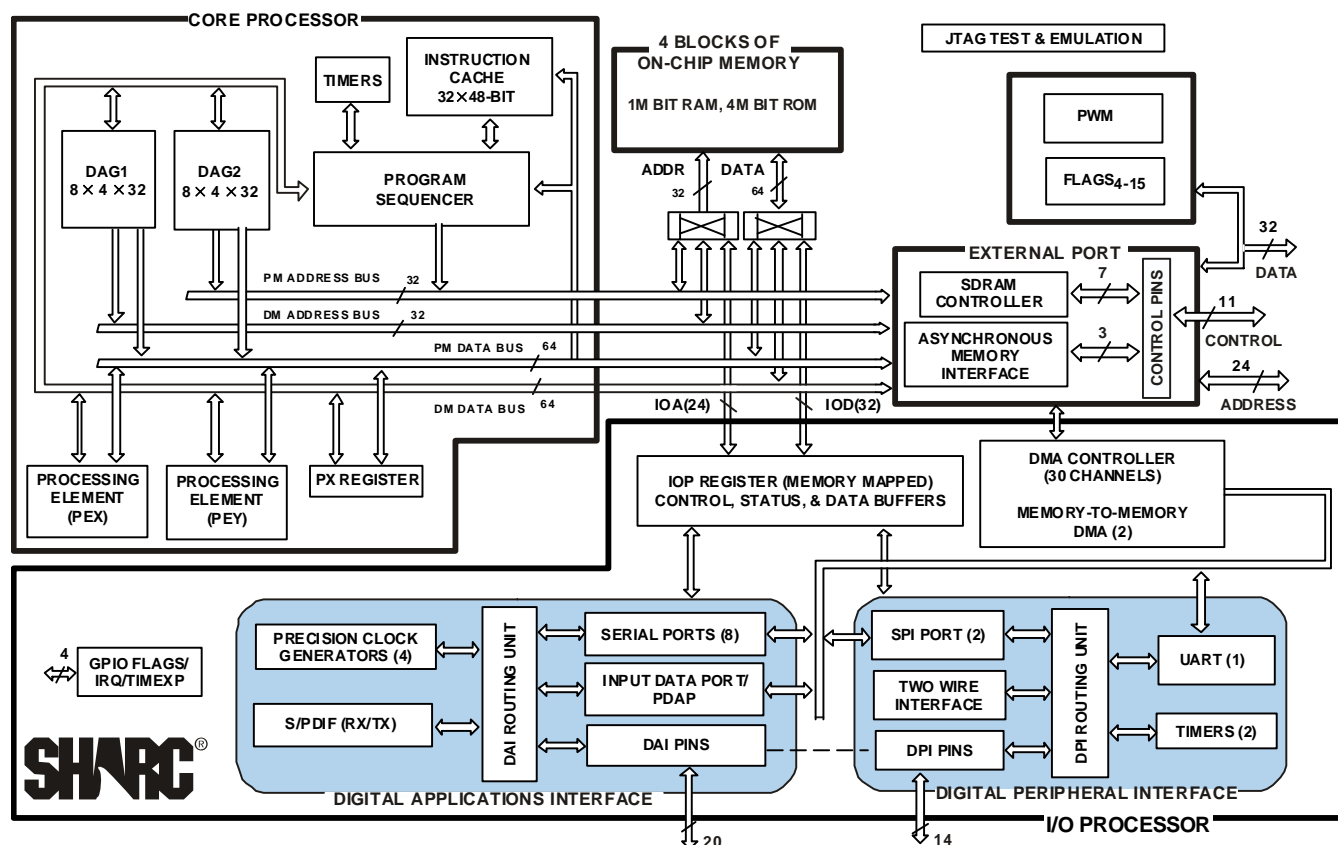 CORE PROCESSOR
TIMERS
INSTRUCTION
CACHE
32×48-BIT
DAG1
8×4×32
DAG2
8×4×32
PROGRAM
SEQUENCER
PM ADDRESS BUS
32
DM ADDRESS BUS
32
PM DATA BUS
64
DM DATA BUS
64
PROCESSING
ELEMENT
(PEX)
PROCESSING
ELEMENT
(PEY)
PX REGISTER
4 BLOCKS OF
ON-CHIP MEMORY
1M BIT RAM, 4M BIT ROM
ADDR
DATA
32
64
JTAG TEST & EMULATION
PWM
FLAGS4-15
EXTERNAL PORT
SDRAM
CONTROLLER
7
ASYNCHRONOUS
MEMORY
INTERFACE
3
CONTROL PINS
32
DATA
11
CONTROL
24
ADDRESS
IOA(24)
IOD(32)
IOP REGISTER (MEMORY MAPPED)
CONTROL, STATUS, & DATA BUFFERS
DMA CONTROLLER
(30 CHANNELS)
MEMORY-TO-MEMORY
DMA (2)
4
GPIO FLAGS/
IRQ/TIMEXP
PRECISION CLOCK
GENERATORS (4)
S/PDIF (RX/TX)
DAI ROUTING UNIT
SERIAL PORTS (8)
INPUT DATA PORT/
PDAP
DAI PINS
DIGITAL APPLICATIONS INTERFACE
20
SPI PORT (2)
TWO WIRE
INTERFACE
DPI PINS
DPI ROUTING UNIT
UART (1)
TIMERS (2)
DIGITAL PERIPHERAL INTERFACE
14
I/O PROCESSOR
SHARC®